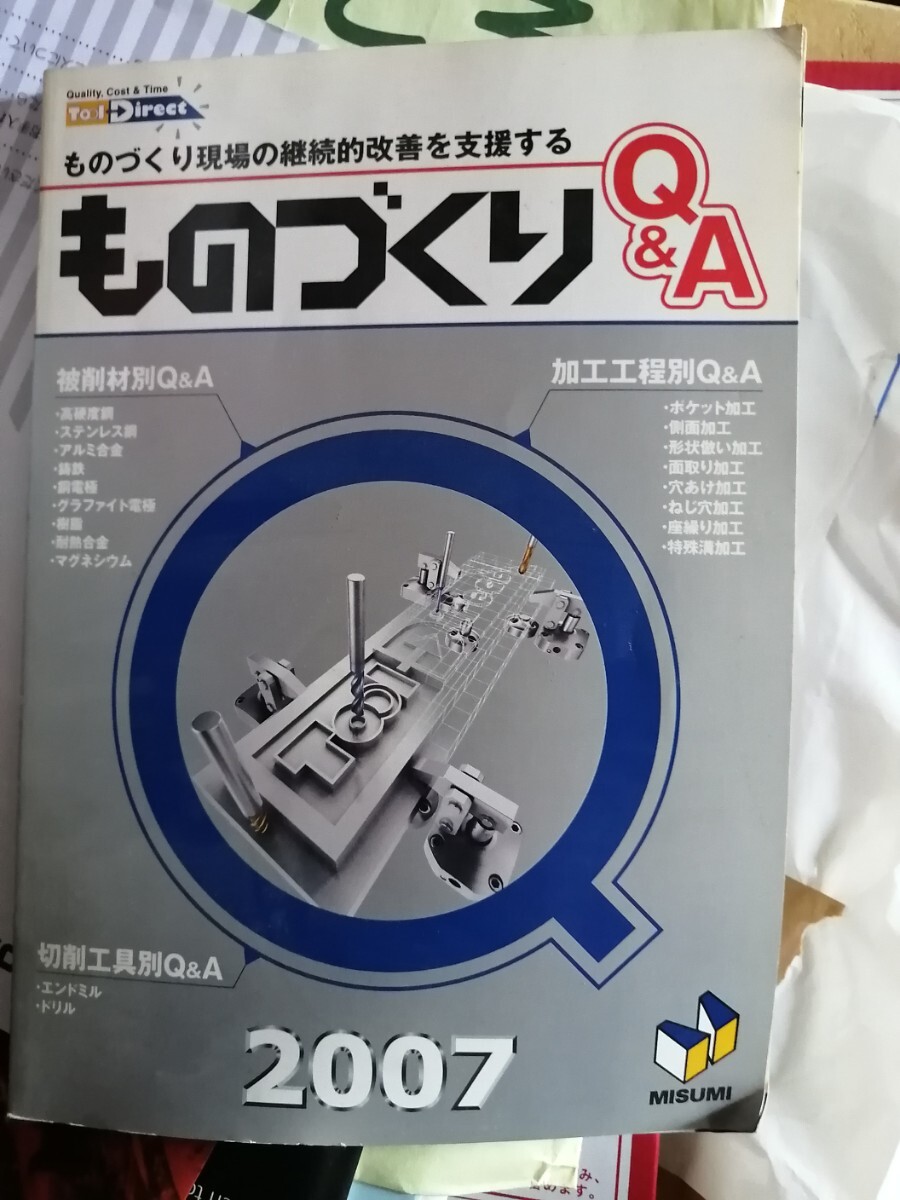 Quality, Cost & Time
Tool Direct
ものづくり現場の継続的改善を支援する
ものづくり
Q&A
被削材別Q&A
・高硬度鋼
・ステンレス鋼
・アルミ合金
・鋳鉄
・銅電極
・グラファイト電極
・樹脂
・耐熱合金
・マグネシウム
加工工程別Q&A
・ポケット加工
・側面加工
・形状倣い加工
・面取り加工
・穴あけ加工
・ねじ穴加工
・座繰り加工
・特殊溝加工
TOOL
切削工具別Q&A
・エンドミル
・ドリル
2007
MISUMI